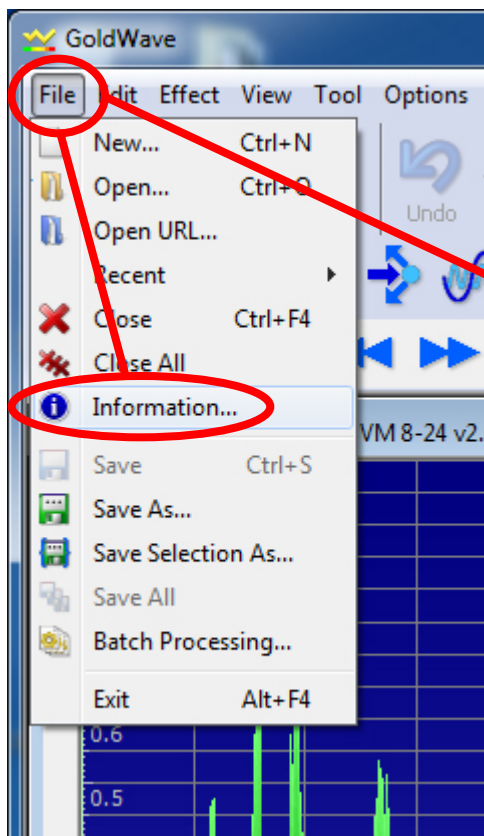 GoldWave
File Edit Effect View Tool Options
New... Ctrl+N
Open... Ctrl+O
Undo
Open URL...
Recent
Close Ctrl+F4
Close All
Information...
VM 8-24 v2.
Save Ctrl+S
Save As...
Save Selection As...
Save All
Batch Processing...
Exit Alt+F4
0.6
0.5